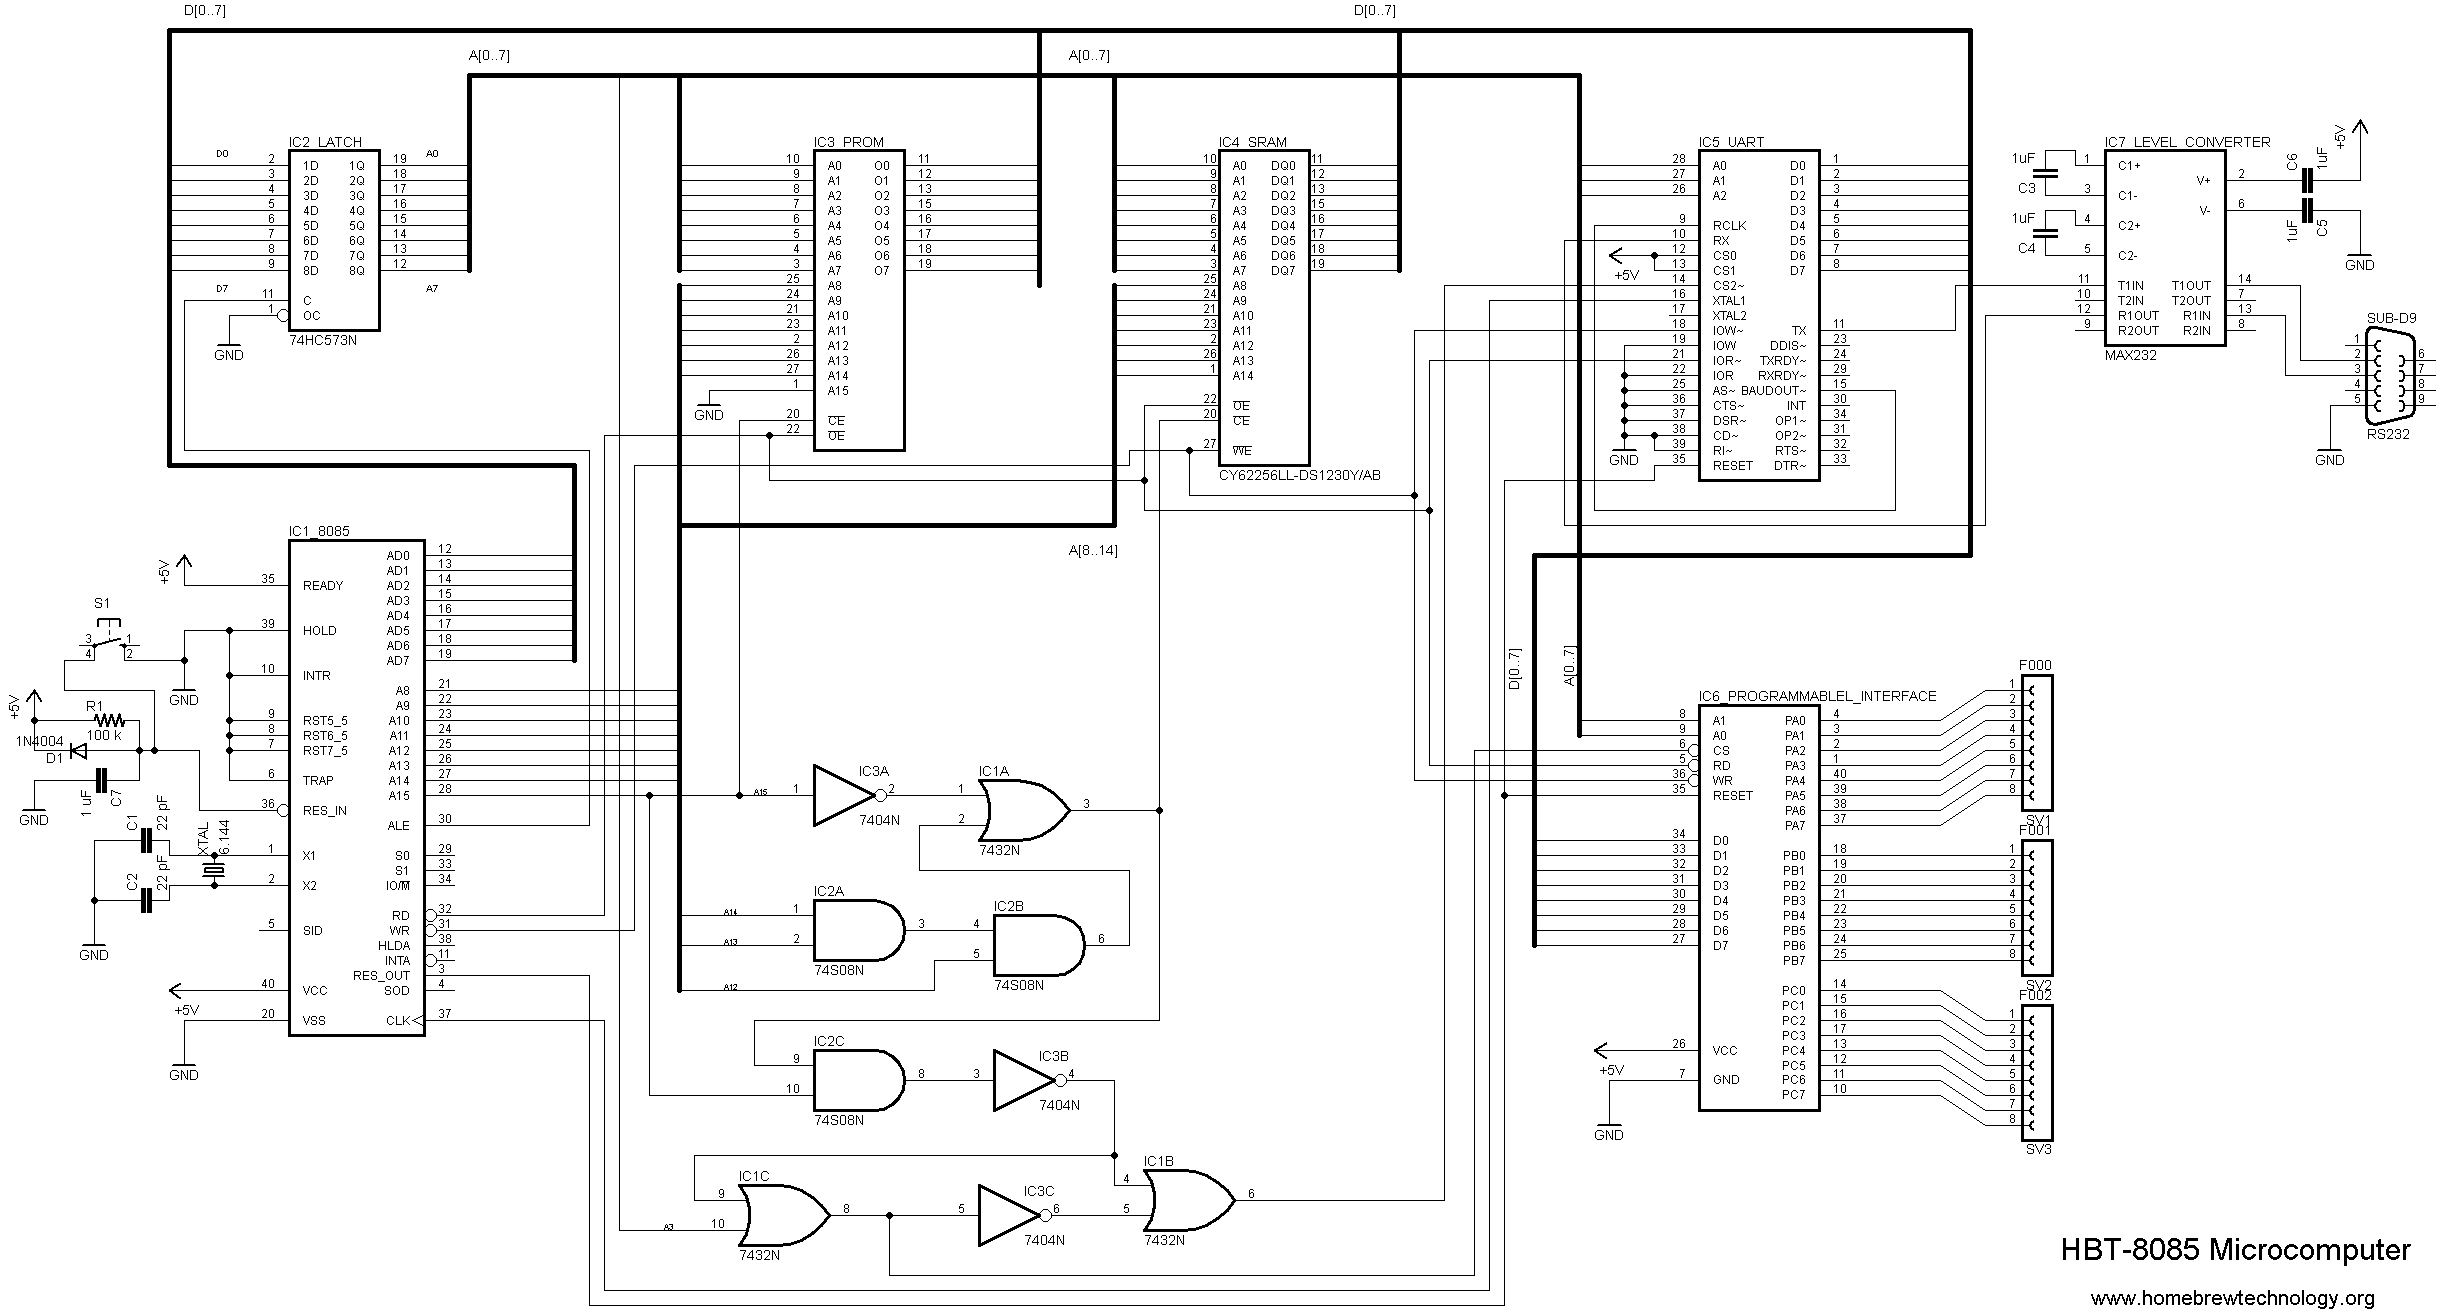 D[0..7]
D[0..7]
A[0..7]
A[0..7]
IC2_LATCH
D0
2 1D 1Q 19 A0
3 2D 2Q 18
4 3D 3Q 17
5 4D 4Q 16
6 5D 5Q 15
7 6D 6Q 14
8 7D 7Q 13
9 8D 8Q 12
D7 A7
11 C
1 OC
GND
74HC573N
IC3_PROM
10 A0 O0 11
9 A1 O1 12
8 A2 O2 13
7 A3 O3 15
6 A4 O4 16
5 A5 O5 17
4 A6 O6 18
3 A7 O7 19
25 A8
24 A9
21 A10
23 A11
2 A12
26 A13
27 A14
1 A15
GND
20 CE
22 OE
IC4_SRAM
10 A0 DQ0 11
9 A1 DQ1 12
8 A2 DQ2 13
7 A3 DQ3 15
6 A4 DQ4 16
5 A5 DQ5 17
4 A6 DQ6 18
3 A7 DQ7 19
25 A8
24 A9
21 A10
23 A11
2 A12
26 A13
1 A14
22 OE
20 CE
27 WE
CY62256LL-DS1230Y/AB
IC5_UART
28 A0 D0 1
27 A1 D1 2
26 A2 D2 3
D3 4
9 RCLK D4 5
10 RX D5 6
12 CS0 D6 7
13 CS1 D7 8
+5V
14 CS2~
16 XTAL1
17 XTAL2
18 IOW~ TX 11
19 IOW DDIS~ 23
21 IOR~ TXRDY~ 24
22 IOR RXRDY~ 29
25 AS~ BAUDOUT~ 15
36 CTS~ INT 30
37 DSR~ OP1~ 34
38 CD~ OP2~ 31
39 RI~ RTS~ 32
35 RESET DTR~ 33
GND
IC7_LEVEL_CONVERTER
1uF C3
1uF C4
1 C1+
3 C1-
4 C2+
5 C2-
V+ 2
V- 6
C6 1uF
+5V
1uF C5
GND
11 T1IN T1OUT 14
10 T2IN T2OUT 7
12 R1OUT R1IN 13
9 R2OUT R2IN 8
MAX232
SUB-D9
1
2 6
3 7
4 8
5 9
RS232
GND
A[8..14]
IC1_8085
+5V
35 READY
39 HOLD
10 INTR
9 RST5_5
8 RST6_5
7 RST7_5
6 TRAP
36 RES_IN
1 X1
2 X2
5 SID
40 VCC
20 VSS
+5V
GND
AD0 12
AD1 13
AD2 14
AD3 15
AD4 16
AD5 17
AD6 18
AD7 19
A8 21
A9 22
A10 23
A11 24
A12 25
A13 26
A14 27
A15 28
ALE 30
S0 29
S1 33
IO/M 34
RD 32
WR 31
HLDA 38
INTA 11
RES_OUT 3
SOD 4
CLK 37
S1
3 1
4 2
GND
+5V
R1
100 k
1N4004
D1
1 uF C7
GND
C1 22 pF
C2 22 pF
XTAL 6.144
GND
A15 1 IC3A 2
7404N
1 IC1A 3
2
7432N
A14 1 IC2A 3
A13 2
74S08N
4 IC2B 6
A12 5
74S08N
9 IC2C 8
10
74S08N
3 IC3B 4
7404N
9 IC1C 8
A3 10
7432N
5 IC3C 6
7404N
4 IC1B 6
5
7432N
D[0..7]
A[0..7]
IC6_PROGRAMMABLEL_INTERFACE
8 A1 PA0 4
9 A0 PA1 3
6 CS PA2 2
5 RD PA3 1
36 WR PA4 40
35 RESET PA5 39
PA6 38
PA7 37
34 D0
33 D1 PB0 18
32 D2 PB1 19
31 D3 PB2 20
30 D4 PB3 21
29 D5 PB4 22
28 D6 PB5 23
27 D7 PB6 24
PB7 25
PC0 14
PC1 15
PC2 16
PC3 17
26 VCC PC4 13
PC5 12
7 GND PC6 11
PC7 10
+5V
GND
F000
1
2
3
4
5
6
7
8
SV1
F001
1
2
3
4
5
6
7
8
SV2
F002
1
2
3
4
5
6
7
8
SV3
HBT-8085 Microcomputer
www.homebrewtechnology.org